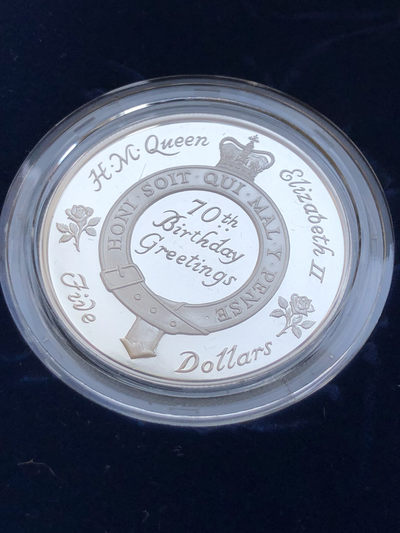 H.M. Queen
Elizabeth II
HONI · SOIT · QUI · MAL · Y · PENSE
70th
Birthday
Greetings
Five
Dollars